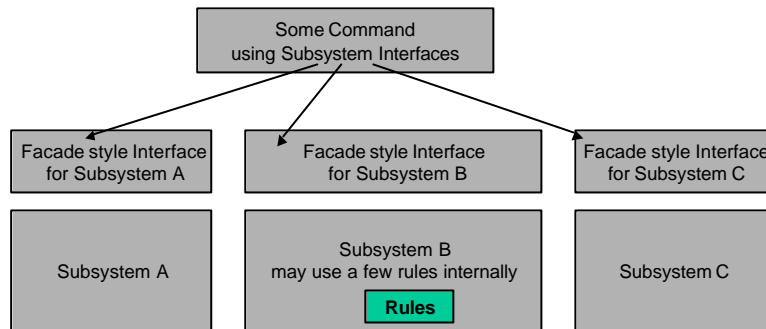 Some Command
using Subsystem Interfaces
Facade style Interface
for Subsystem A
Facade style Interface
for Subsystem B
Facade style Interface
for Subsystem C
Subsystem A
Subsystem B
may use a few rules internally
Rules
Subsystem C